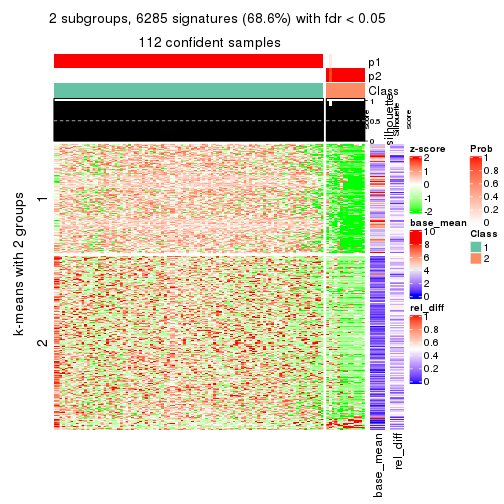 2 subgroups, 6285 signatures (68.6%) with fdr < 0.05
112 confident samples
p1
p2
Class
1
0.5
0
silhouette
Silhouette
score
score
k-means with 2 groups
1
2
base_mean
rel_diff
z-score
2
1
0
-1
-2
base_mean
10
8
6
4
2
0
rel_diff
1
0.8
0.6
0.4
0.2
0
Prob
1
0.8
0.6
0.4
0.2
0
Class
1
2